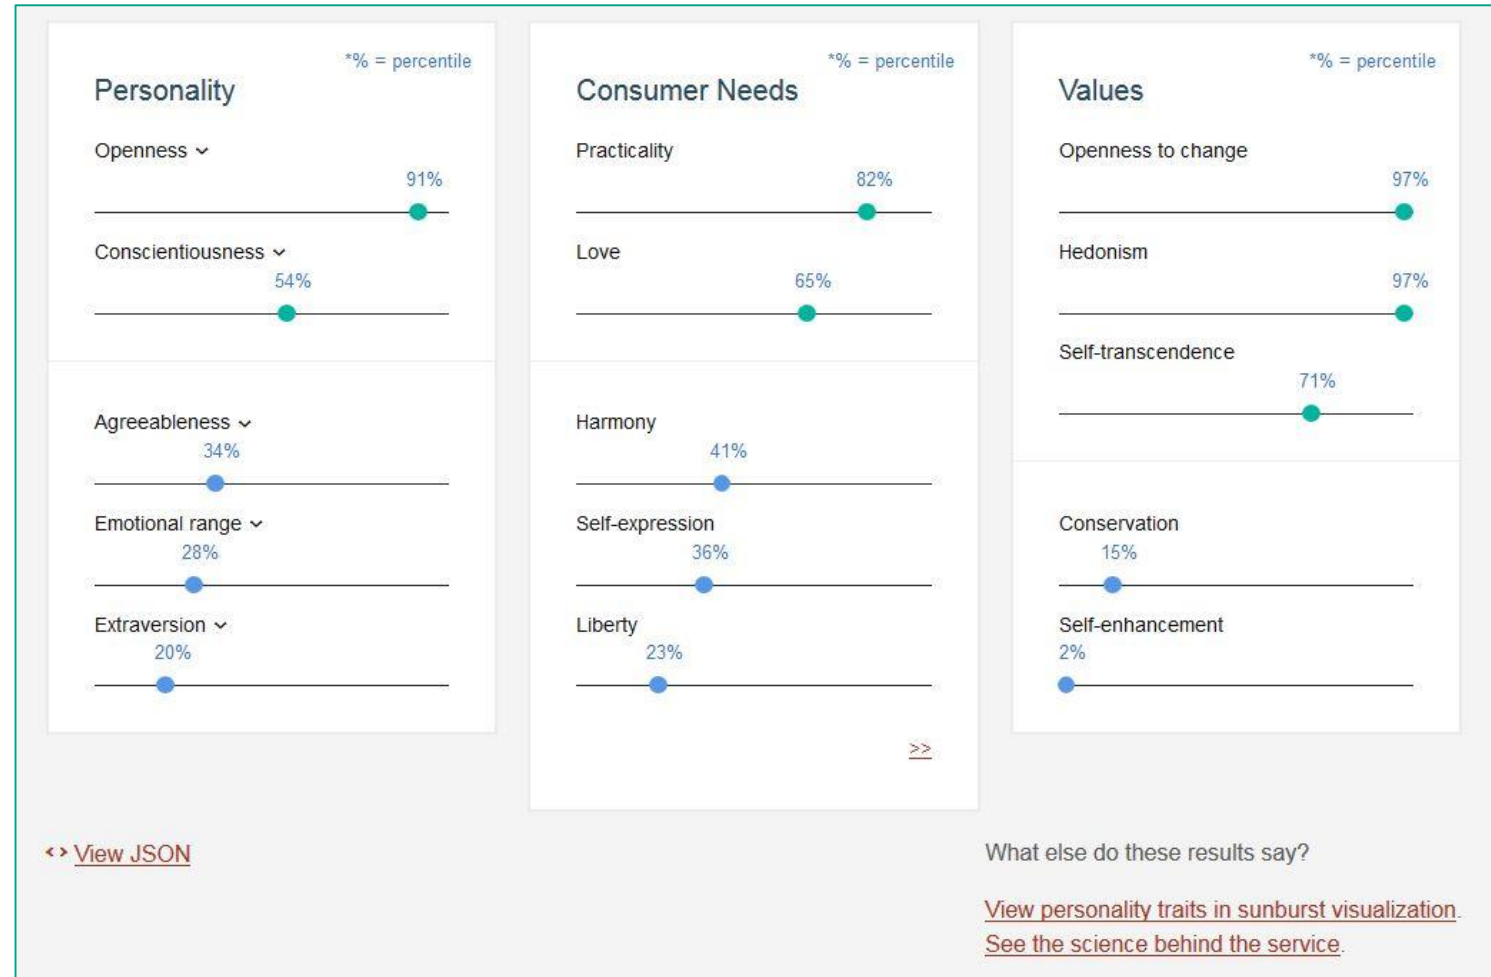 *% = percentile
Personality
Openness
91%
Conscientiousness
54%
Agreeableness
34%
Emotional range
28%
Extraversion
20%
*% = percentile
Consumer Needs
Practicality
82%
Love
65%
Harmony
41%
Self-expression
36%
Liberty
23%
>>
*% = percentile
Values
Openness to change
97%
Hedonism
97%
Self-transcendence
71%
Conservation
15%
Self-enhancement
2%
<> View JSON
What else do these results say?
View personality traits in sunburst visualization.
See the science behind the service.